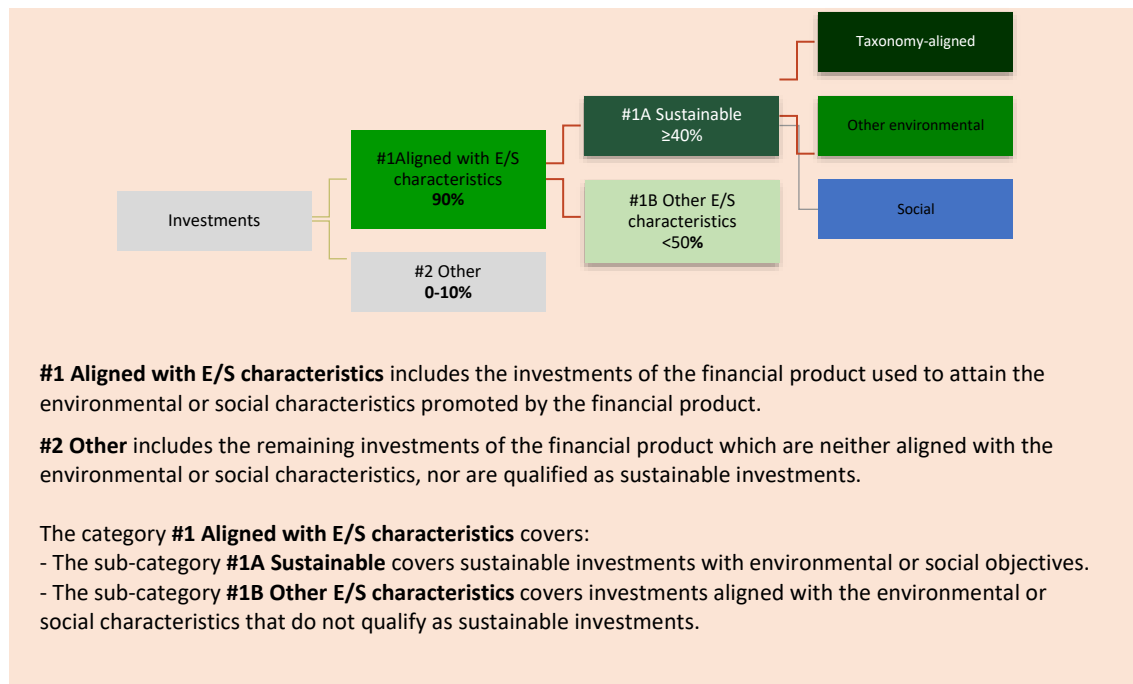 Taxonomy-aligned
#1A Sustainable
≥40%
Other environmental
#1Aligned with E/S
characteristics
90%
#1B Other E/S
characteristics
<50%
Social
Investments
#2 Other
0-10%
#1 Aligned with E/S characteristics includes the investments of the financial product used to attain the
environmental or social characteristics promoted by the financial product.
#2 Other includes the remaining investments of the financial product which are neither aligned with the
environmental or social characteristics, nor are qualified as sustainable investments.
The category #1 Aligned with E/S characteristics covers:
- The sub-category #1A Sustainable covers sustainable investments with environmental or social objectives.
- The sub-category #1B Other E/S characteristics covers investments aligned with the environmental or
social characteristics that do not qualify as sustainable investments.